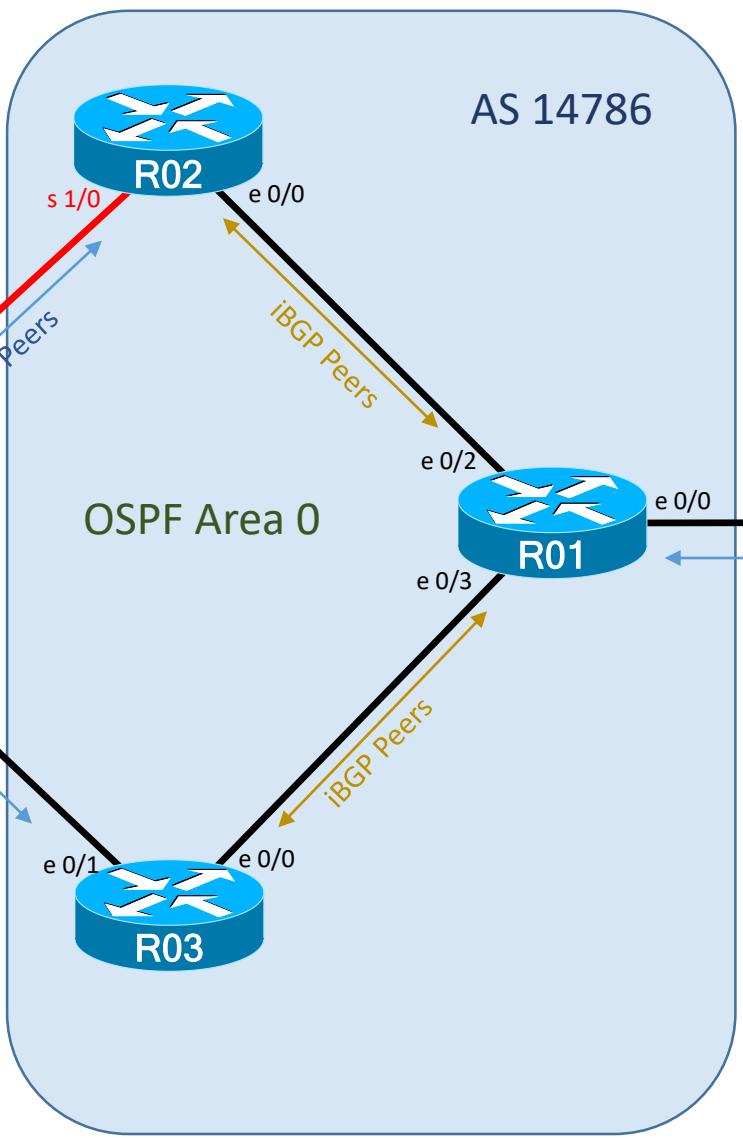 AS 14786
R02
s 1/0
e 0/0
Peers
iBGP Peers
e 0/2
OSPF Area 0
e 0/0
R01
e 0/3
iBGP Peers
e 0/1
e 0/0
R03